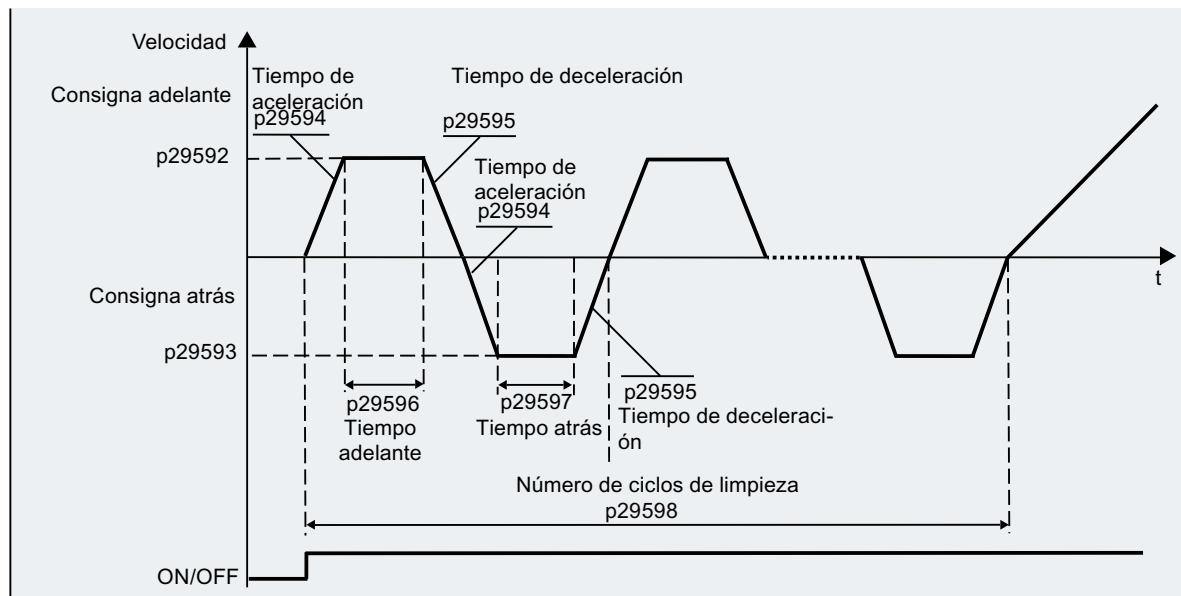 Velocidad
Tiempo de
aceleración
p29594
Tiempo de deceleración
Consigna adelante
p29595
p29592
Tiempo de
aceleración
p29594
t
Consigna atrás
p29593
p29596
Tiempo
adelante
p29597
Tiempo atrás
p29595
Tiempo de deceleraci-
ón
Número de ciclos de limpieza
p29598
ON/OFF